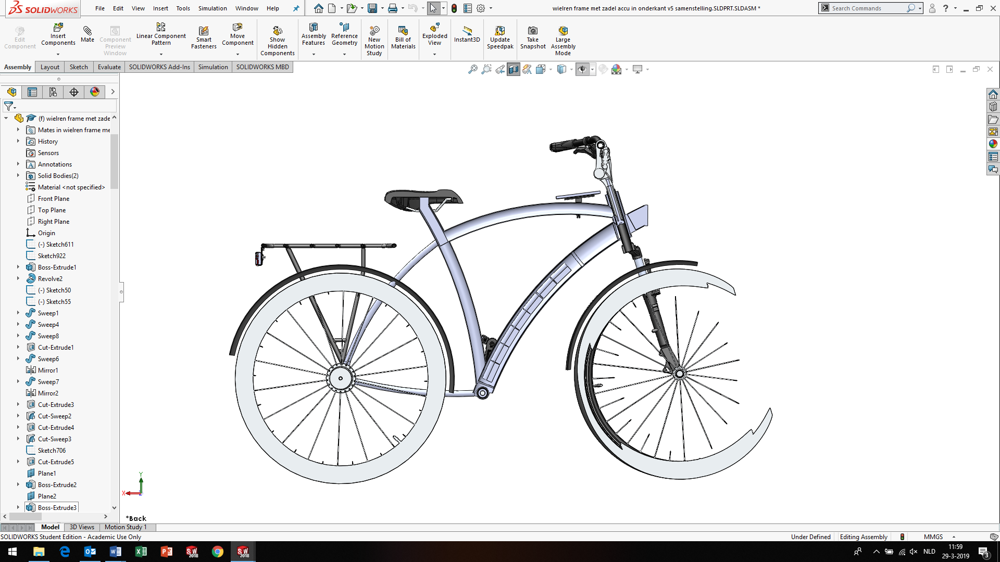 SOLIDWORKS
File Edit View Insert Tools Simulation Window Help
wielren frame met zadel accu in onderkant v5 samenstelling.SLDPRT.SLDASM *
Search Commands
?
Edit Component
Insert Components
Mate
Component Preview Window
Linear Component Pattern
Smart Fasteners
Move Component
Show Hidden Components
Assembly Features
Reference Geometry
New Motion Study
Bill of Materials
Exploded View
Instant3D
Update Speedpak
Take Snapshot
Large Assembly Mode
Assembly Layout Sketch Evaluate SOLIDWORKS Add-Ins Simulation SOLIDWORKS MBD
(f) wielren frame met zade
Mates in wielren frame me
History
Sensors
Annotations
Solid Bodies(2)
Material <not specified>
Front Plane
Top Plane
Right Plane
Origin
(-) Sketch611
Sketch922
Boss-Extrude1
Revolve2
(-) Sketch50
(-) Sketch55
Sweep1
Sweep4
Sweep8
Cut-Extrude1
Sweep6
Mirror1
Sweep7
Mirror2
Cut-Extrude3
Cut-Sweep2
Cut-Extrude4
Cut-Sweep3
Sketch706
Cut-Extrude5
Plane1
Boss-Extrude2
Plane2
Boss-Extrude3
Y
X
*Back
Model 3D Views Motion Study 1
SOLIDWORKS Student Edition - Academic Use Only
Under Defined Editing Assembly MMGS
SW 2018
SW 2018
NLD
11:59
29-3-2019
3